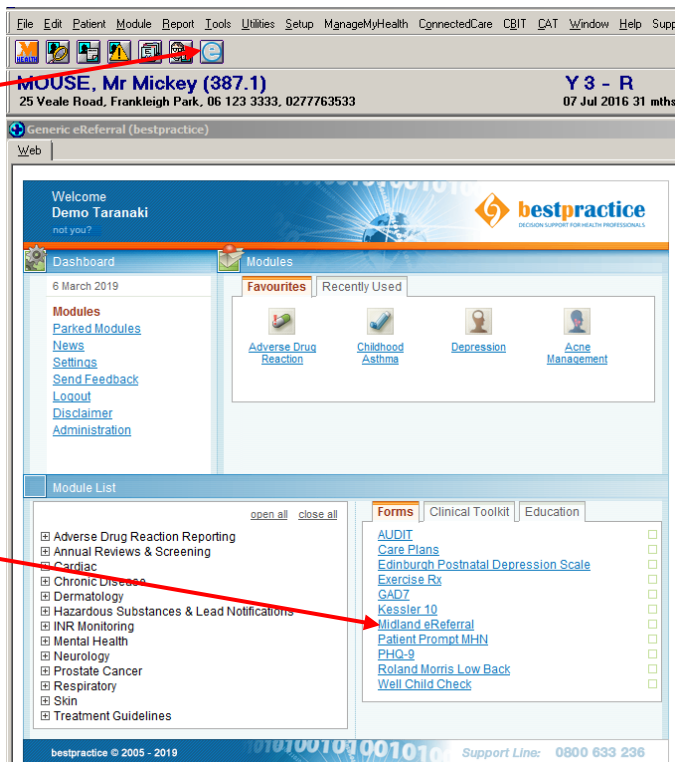 File Edit Patient Module Report Tools Utilities Setup ManageMyHealth ConnectedCare CBIT CAT Window Help Supp
HEALTH
MOUSE, Mr Mickey (387.1) Y 3 - R
25 Veale Road, Frankleigh Park, 06 123 3333, 0277763533 07 Jul 2016 31 mths
Generic eReferral (bestpractice)
Web
Welcome
Demo Taranaki
not you?
bestpractice
DECISION SUPPORT FOR HEALTH PROFESSIONALS
Dashboard
6 March 2019
Modules
Parked Modules
News
Settings
Send Feedback
Logout
Disclaimer
Administration
Modules
Favourites Recently Used
Adverse Drug Reaction
Childhood Asthma
Depression
Acne Management
Module List
open all close all
Adverse Drug Reaction Reporting
Annual Reviews & Screening
Cardiac
Chronic Disease
Dermatology
Hazardous Substances & Lead Notifications
INR Monitoring
Mental Health
Neurology
Prostate Cancer
Respiratory
Skin
Treatment Guidelines
Forms Clinical Toolkit Education
AUDIT
Care Plans
Edinburgh Postnatal Depression Scale
Exercise Rx
GAD7
Kessler 10
Midland eReferral
Patient Prompt MHN
PHQ-9
Roland Morris Low Back
Well Child Check
bestpractice © 2005 - 2019 Support Line: 0800 633 236